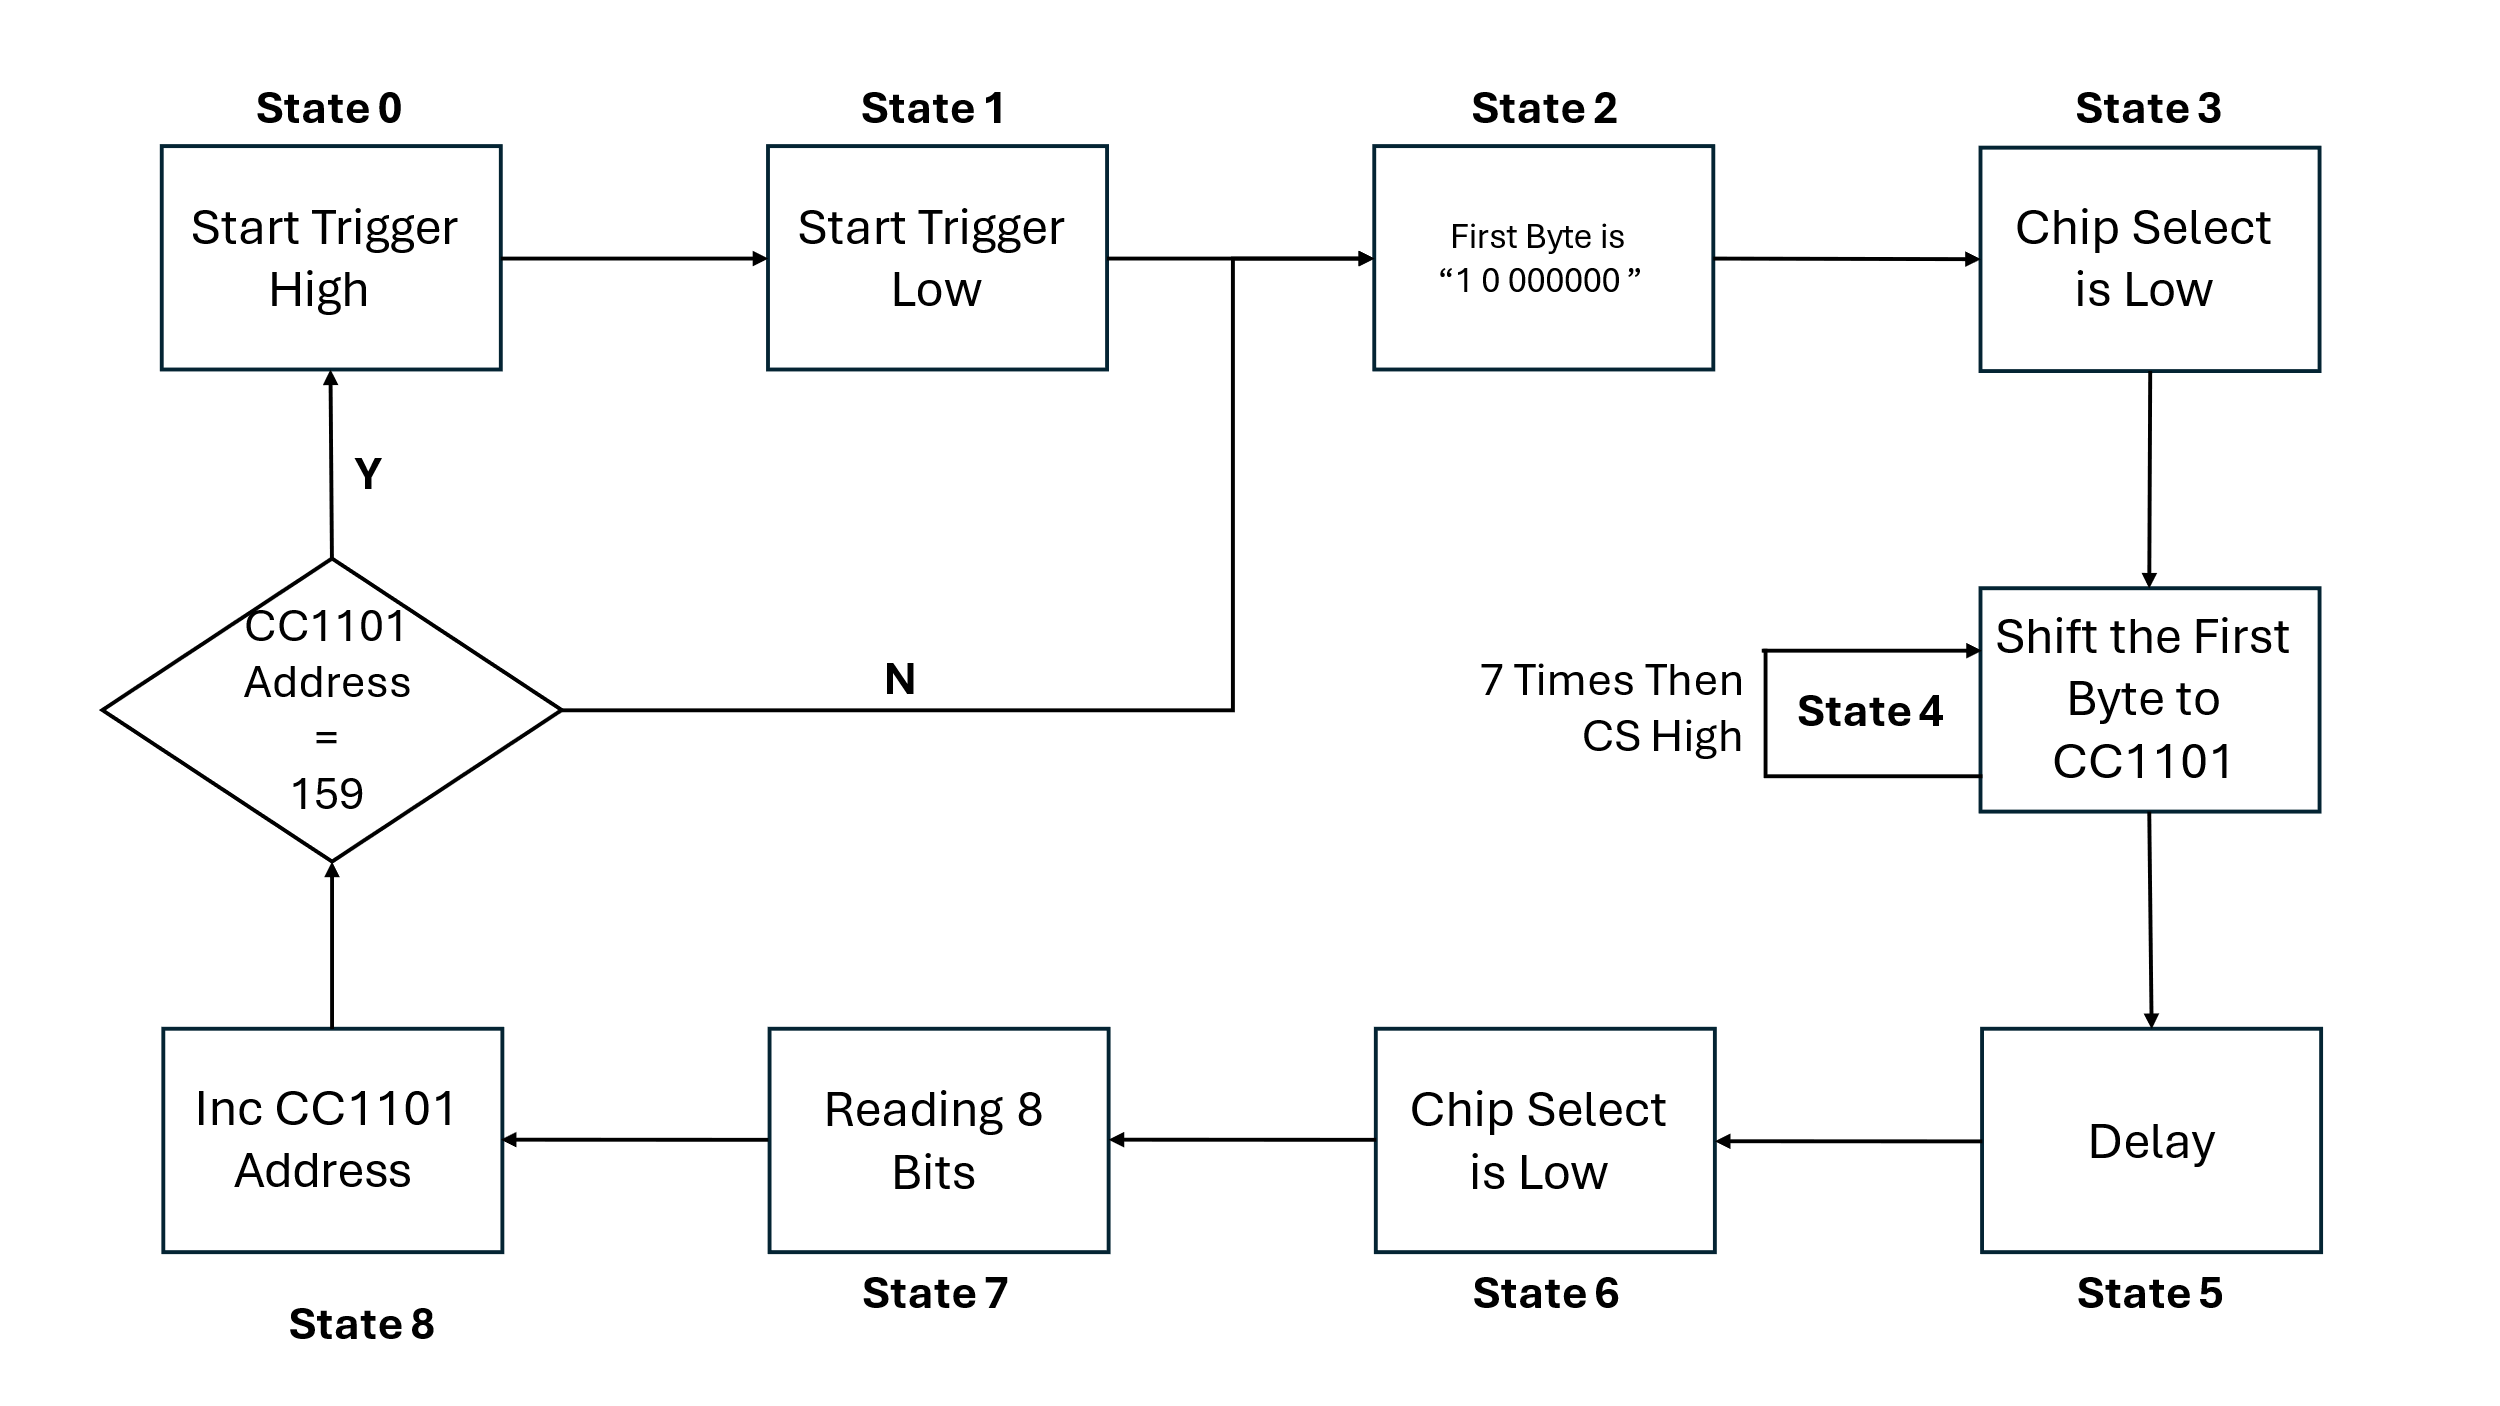 State 0
Start Trigger
High
State 1
Start Trigger
Low
State 2
First Byte is
“1 0 000000 ”
State 3
Chip Select
is Low
Y
CC1101
Address
=
159
N
7 Times Then
CS High
State 4
Shift the First
Byte to
CC1101
Inc CC1101
Address
State 8
Reading 8
Bits
State 7
Chip Select
is Low
State 6
Delay
State 5